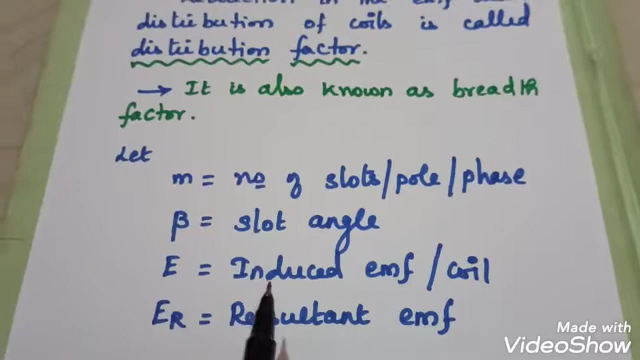 distribution of coils is called
distribution factor.
→ It is also known as breadth
factor.
Let
m = no of slots/pole/phase
β = slot angle
E = Induced emf/coil
ER = Resultant emf
Made with
VideoShow